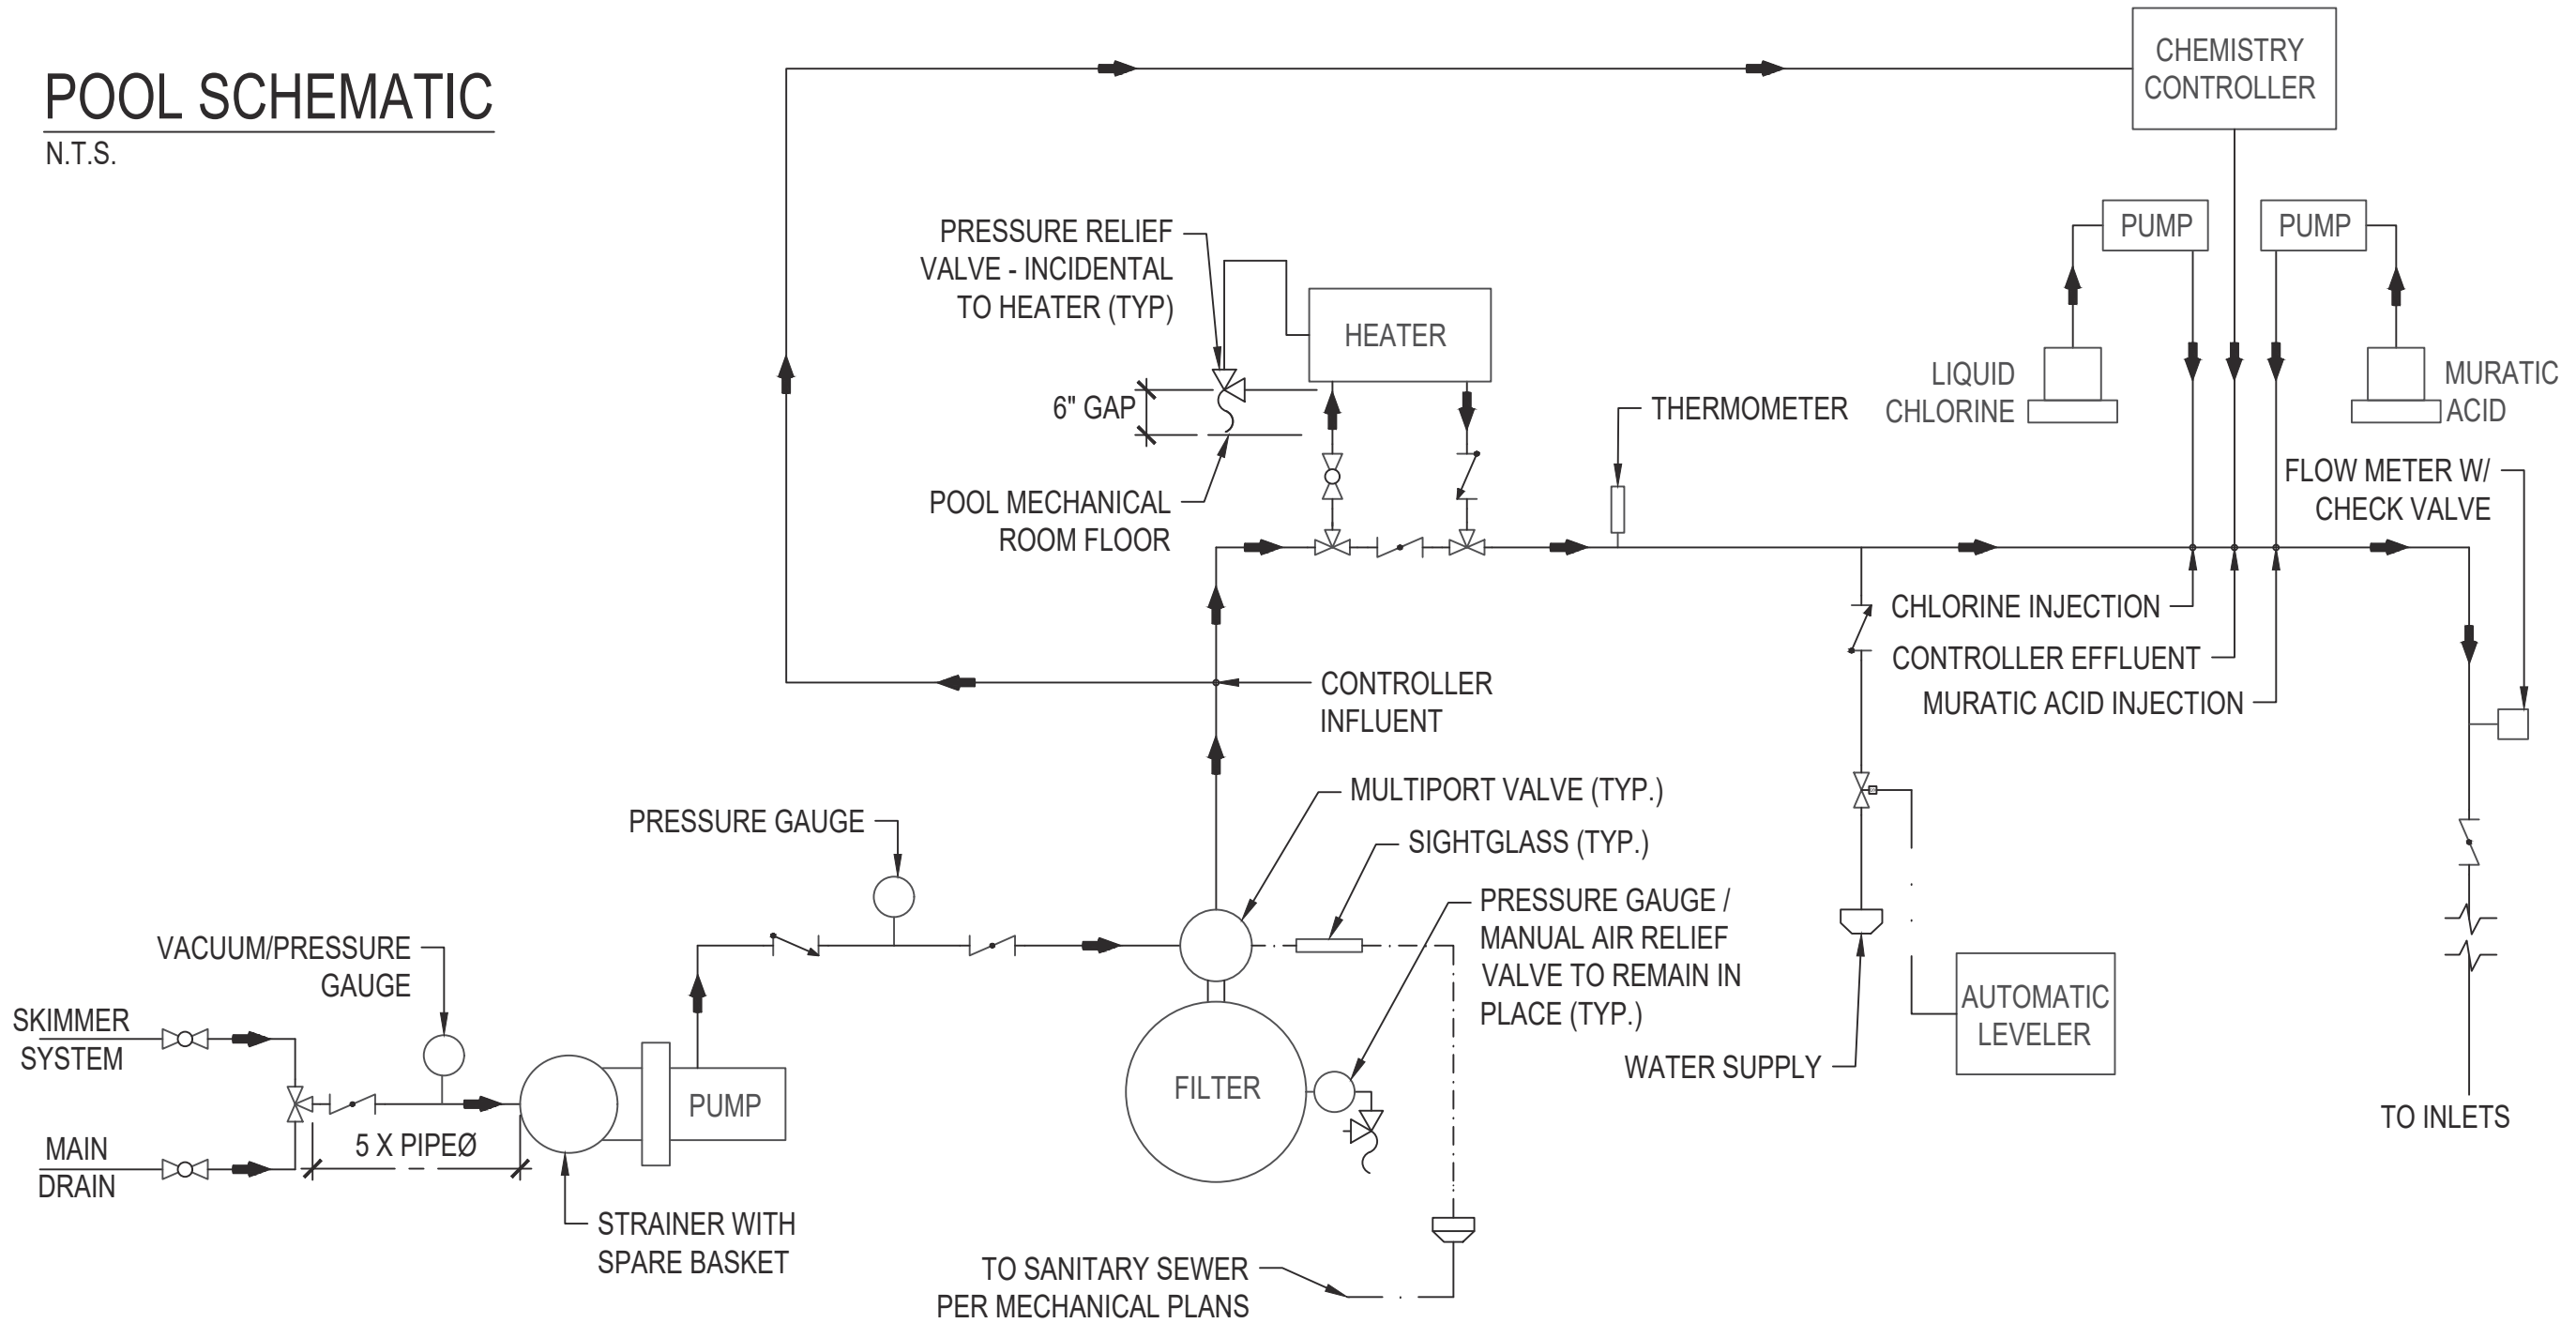 POOL SCHEMATIC
N.T.S.
CHEMISTRY
CONTROLLER
PUMP
PUMP
PRESSURE RELIEF
VALVE - INCIDENTAL
TO HEATER (TYP)
HEATER
6" GAP
LIQUID
CHLORINE
MURATIC
ACID
THERMOMETER
FLOW METER W/
CHECK VALVE
POOL MECHANICAL
ROOM FLOOR
CHLORINE INJECTION
CONTROLLER EFFLUENT
MURATIC ACID INJECTION
CONTROLLER
INFLUENT
MULTIPORT VALVE (TYP.)
PRESSURE GAUGE
SIGHTGLASS (TYP.)
PRESSURE GAUGE /
MANUAL AIR RELIEF
VALVE TO REMAIN IN
PLACE (TYP.)
VACUUM/PRESSURE
GAUGE
SKIMMER
SYSTEM
AUTOMATIC
LEVELER
WATER SUPPLY
FILTER
PUMP
TO INLETS
5 X PIPEØ
MAIN
DRAIN
STRAINER WITH
SPARE BASKET
TO SANITARY SEWER
PER MECHANICAL PLANS